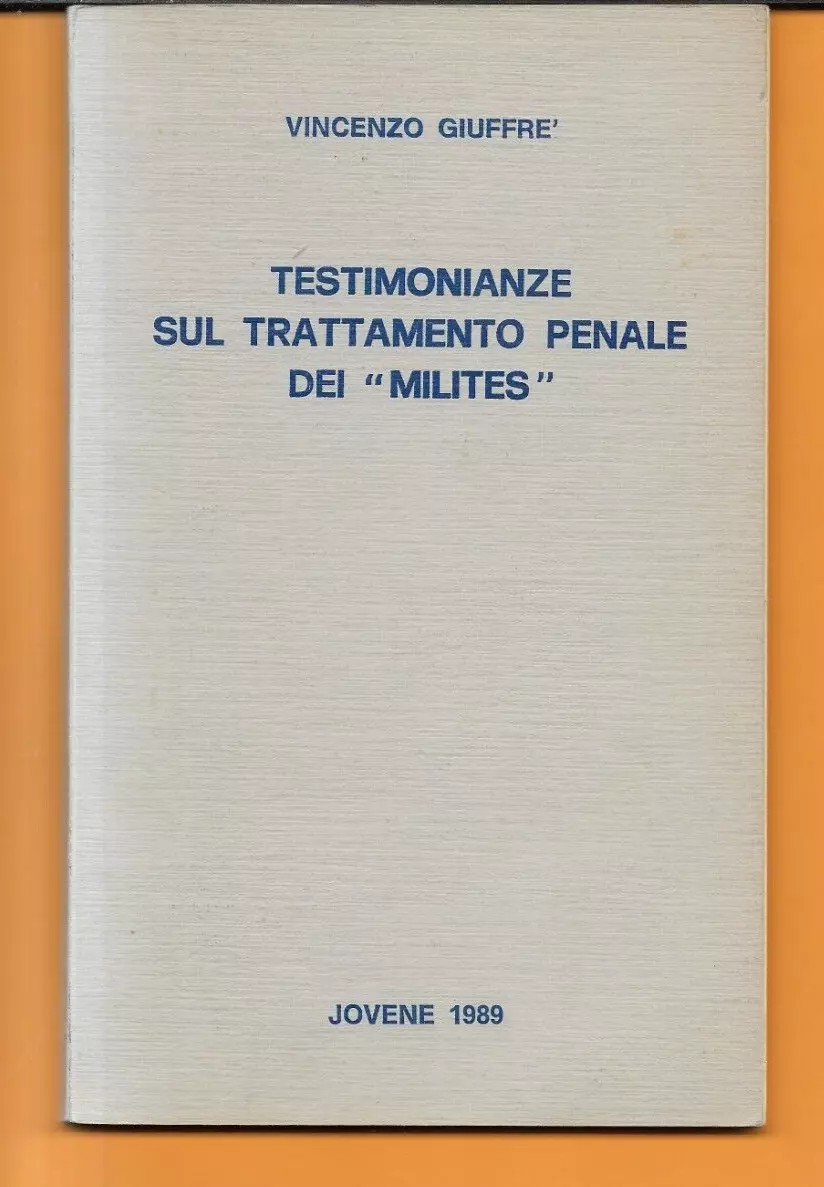 VINCENZO GIUFFRE'
TESTIMONIANZE
SUL TRATTAMENTO PENALE
DEI "MILITES"
JOVENE 1989